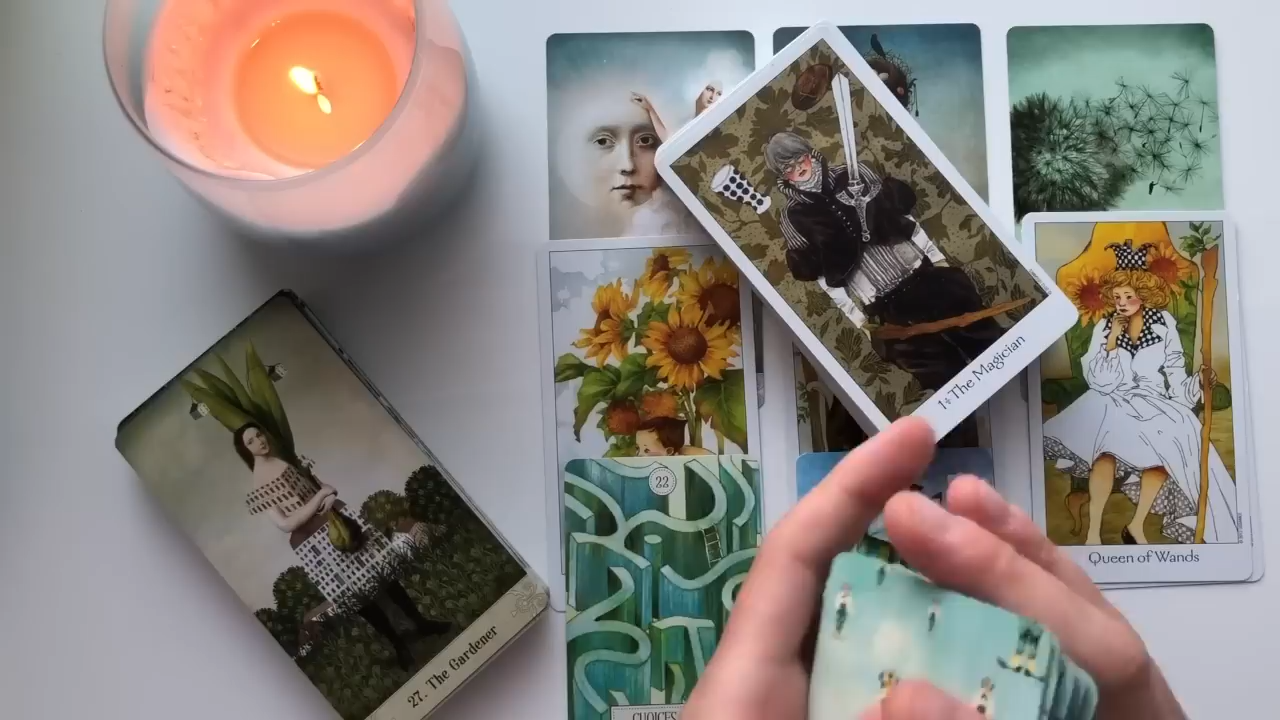 1 The Magician
Queen of Wands
22
CHOICES
27. The Gardener